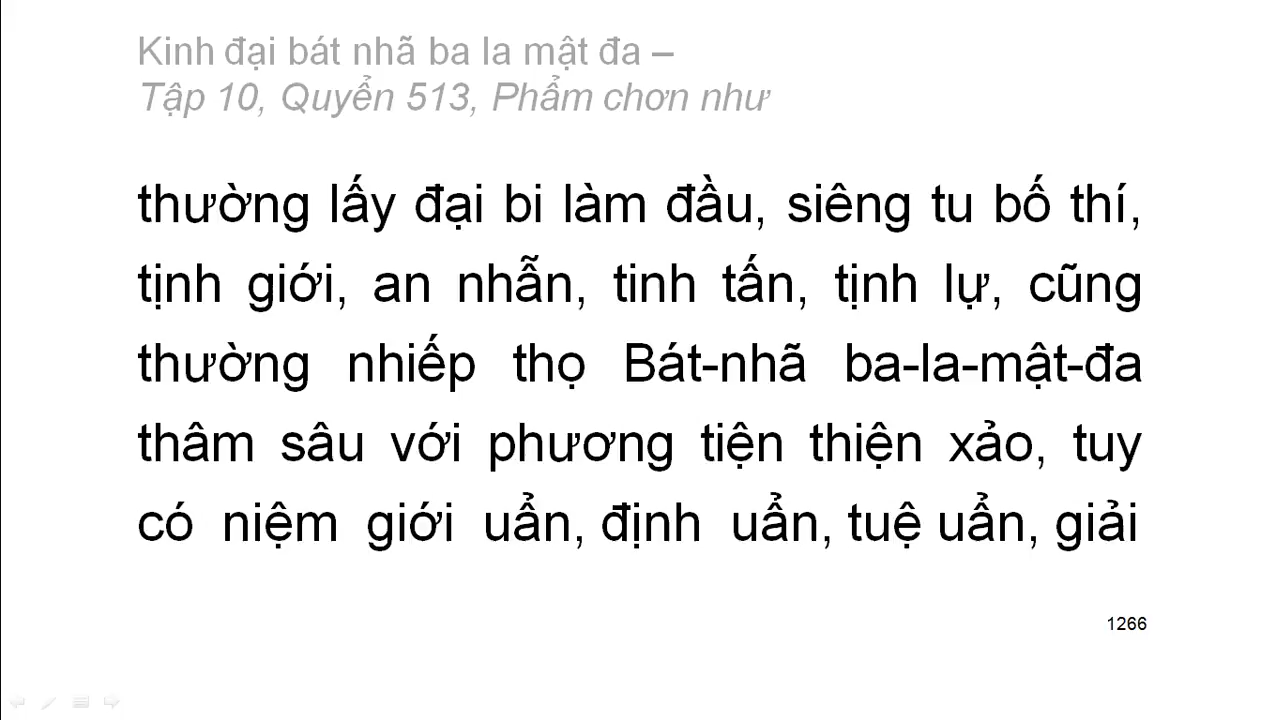 Kinh đại bát nhã ba la mật đa –
Tập 10, Quyển 513, Phẩm chơn như
thường lấy đại bi làm đầu, siêng tu bố thí,
tịnh giới, an nhẫn, tinh tấn, tịnh lự, cũng
thường nhiếp thọ Bát-nhã ba-la-mật-đa
thâm sâu với phương tiện thiện xảo, tuy
có niệm giới uẩn, định uẩn, tuệ uẩn, giải
1266